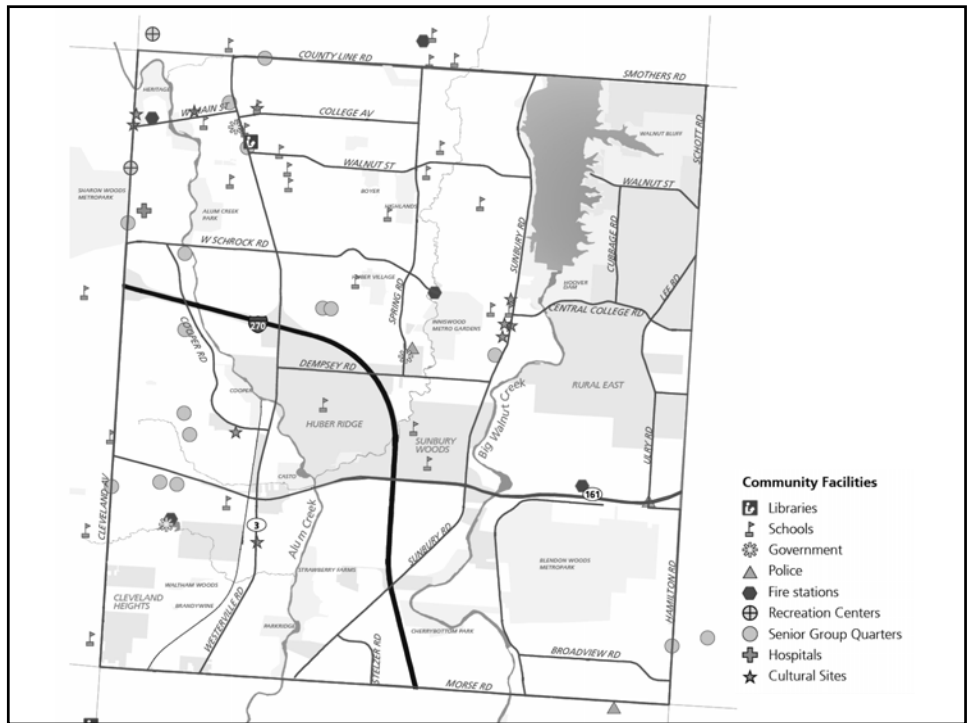 COUNTY LINE RD
SMOTHERS RD
HERITAGE
W MAIN ST
COLLEGE AV
SCHOTT RD
WALNUT BLUFF
WALNUT ST
WALNUT ST
SHARON WOODS
METROPARK
BOYER
HIGHLANDS
ALUM CREEK
PARK
W SCHROCK RD
SUNBURY RD
CUBBAGE RD
LEE RD
HUBER VILLAGE
HOOVER
DAM
SPRING RD
INNISWOOD
METRO GARDENS
CENTRAL COLLEGE RD
270
COOPER RD
DEMPSEY RD
RURAL EAST
COOPER
HUBER RIDGE
SUNBURY
WOODS
Big Walnut Creek
ULRY RD
CASTO
161
CLEVELAND AV
3
Alum Creek
SUNBURY RD
BLENDON WOODS
METROPARK
STRAWBERRY FARMS
WALTHAM WOODS
CLEVELAND
HEIGHTS
BRANDYWINE
WESTERVILLE RD
PARKRIDGE
CHERRYBOTTOM PARK
HAMILTON RD
STELZER RD
BROADVIEW RD
MORSE RD
Community Facilities
Libraries
Schools
Government
Police
Fire stations
Recreation Centers
Senior Group Quarters
Hospitals
Cultural Sites